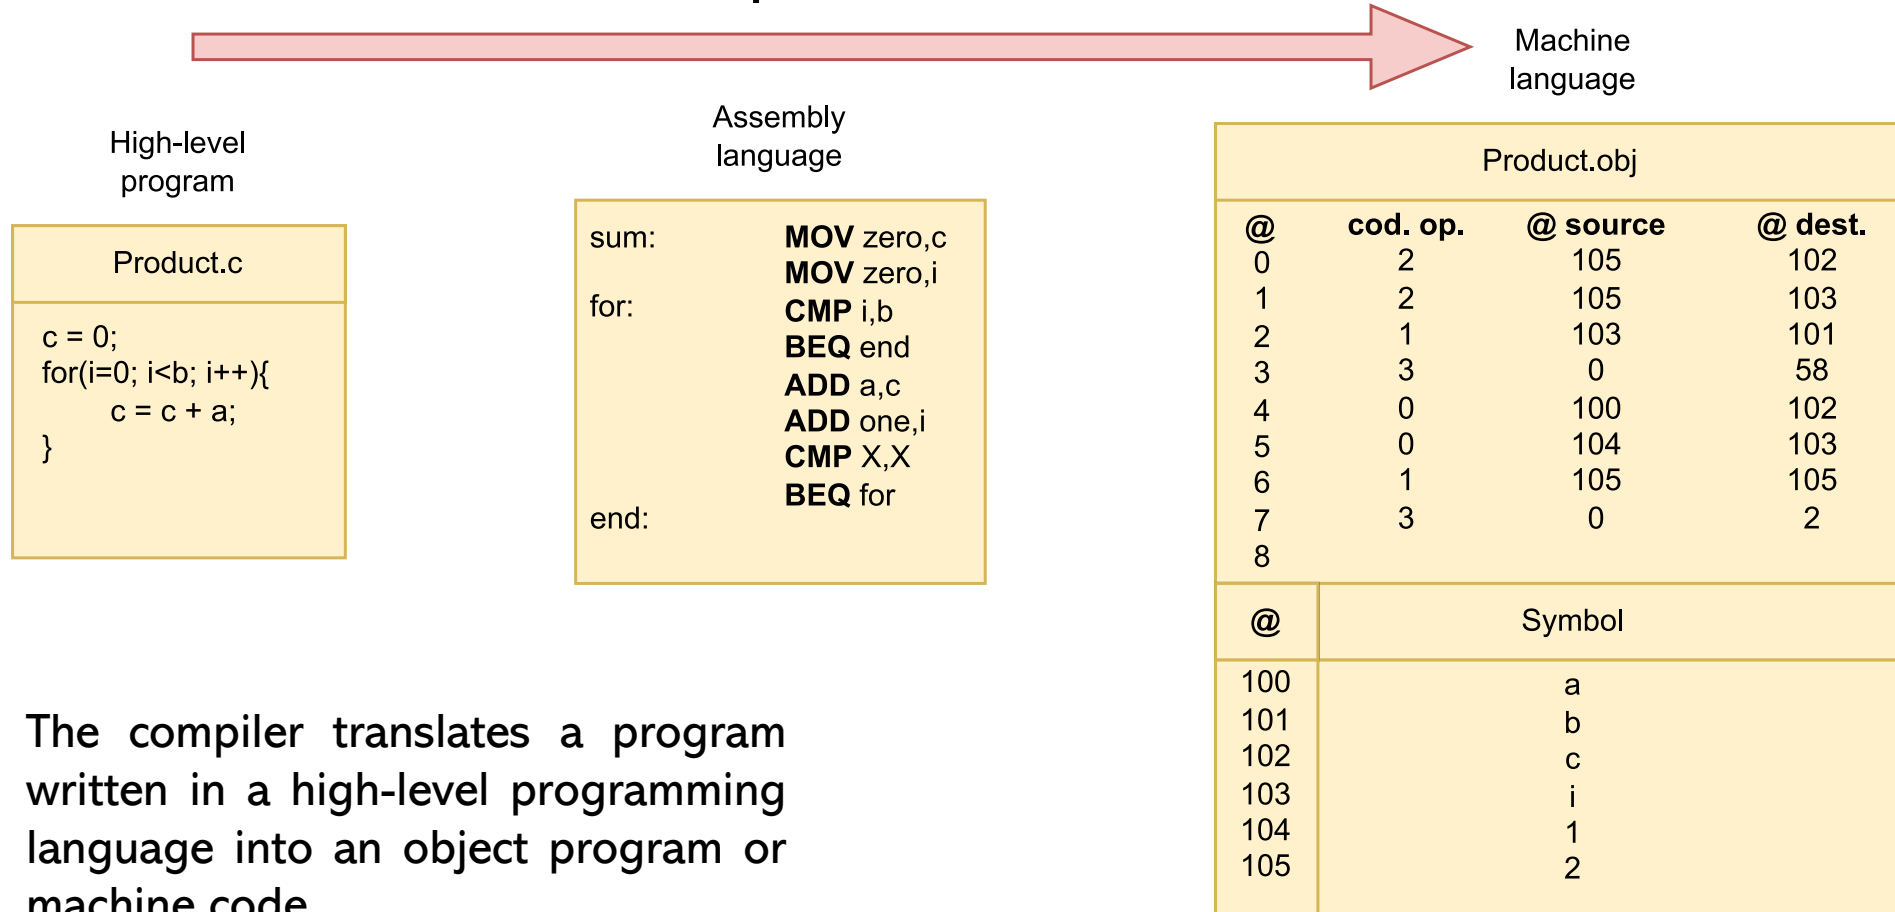 Machine
language
High-level
program
Assembly
language
Product.c
c = 0;
for(i=0; i<b; i++){
c = c + a;
}
sum: MOV zero,c
MOV zero,i
for: CMP i,b
BEQ end
ADD a,c
ADD one,i
CMP X,X
BEQ for
end:
Product.obj
@ cod. op. @ source @ dest.
0 2 105 102
1 2 105 103
2 1 103 101
3 3 0 58
4 0 100 102
5 0 104 103
6 1 105 105
7 3 0 2
8
@ Symbol
100 a
101 b
102 c
103 i
104 1
105 2
The compiler translates a program
written in a high-level programming
language into an object program or
machine code